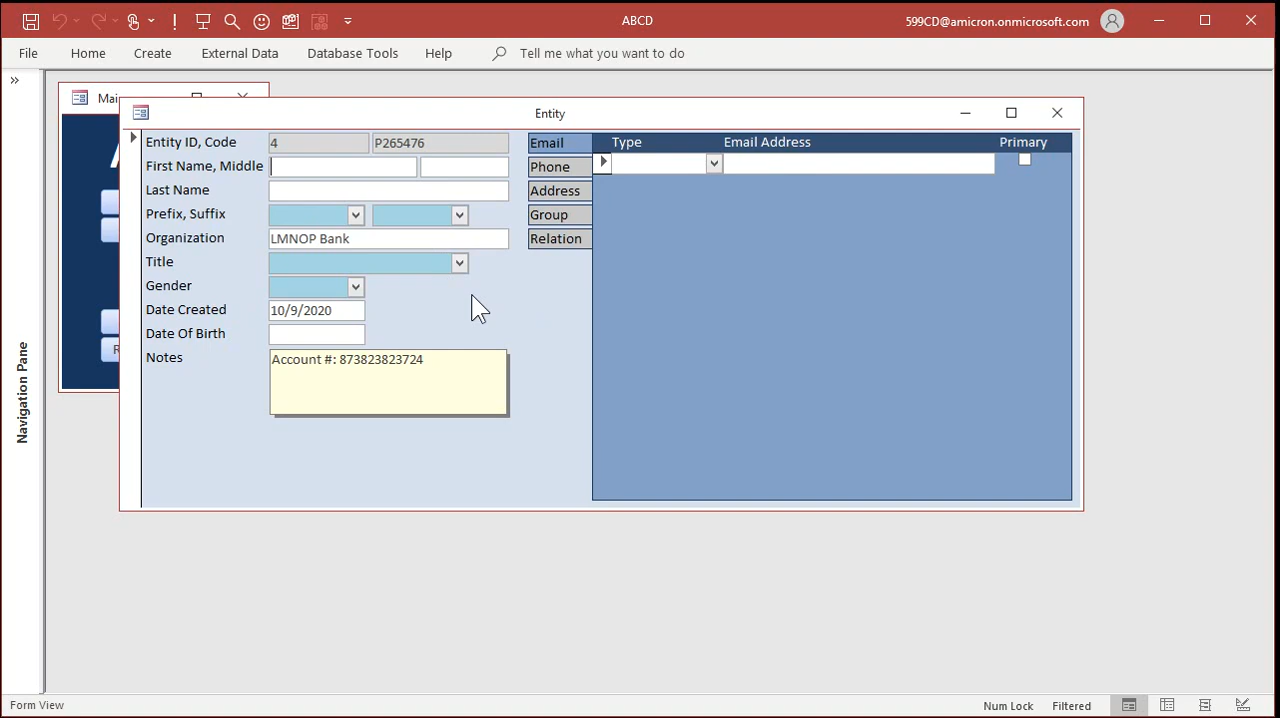 ABCD
599CD@amicron.onmicrosoft.com
File Home Create External Data Database Tools Help Tell me what you want to do
Entity
Entity ID, Code 4 P265476
First Name, Middle
Last Name
Prefix, Suffix
Organization LMNOP Bank
Title
Gender
Date Created 10/9/2020
Date Of Birth
Notes Account #: 873823823724
Email
Phone
Address
Group
Relation
Type Email Address Primary
Navigation Pane
Form View
Num Lock Filtered